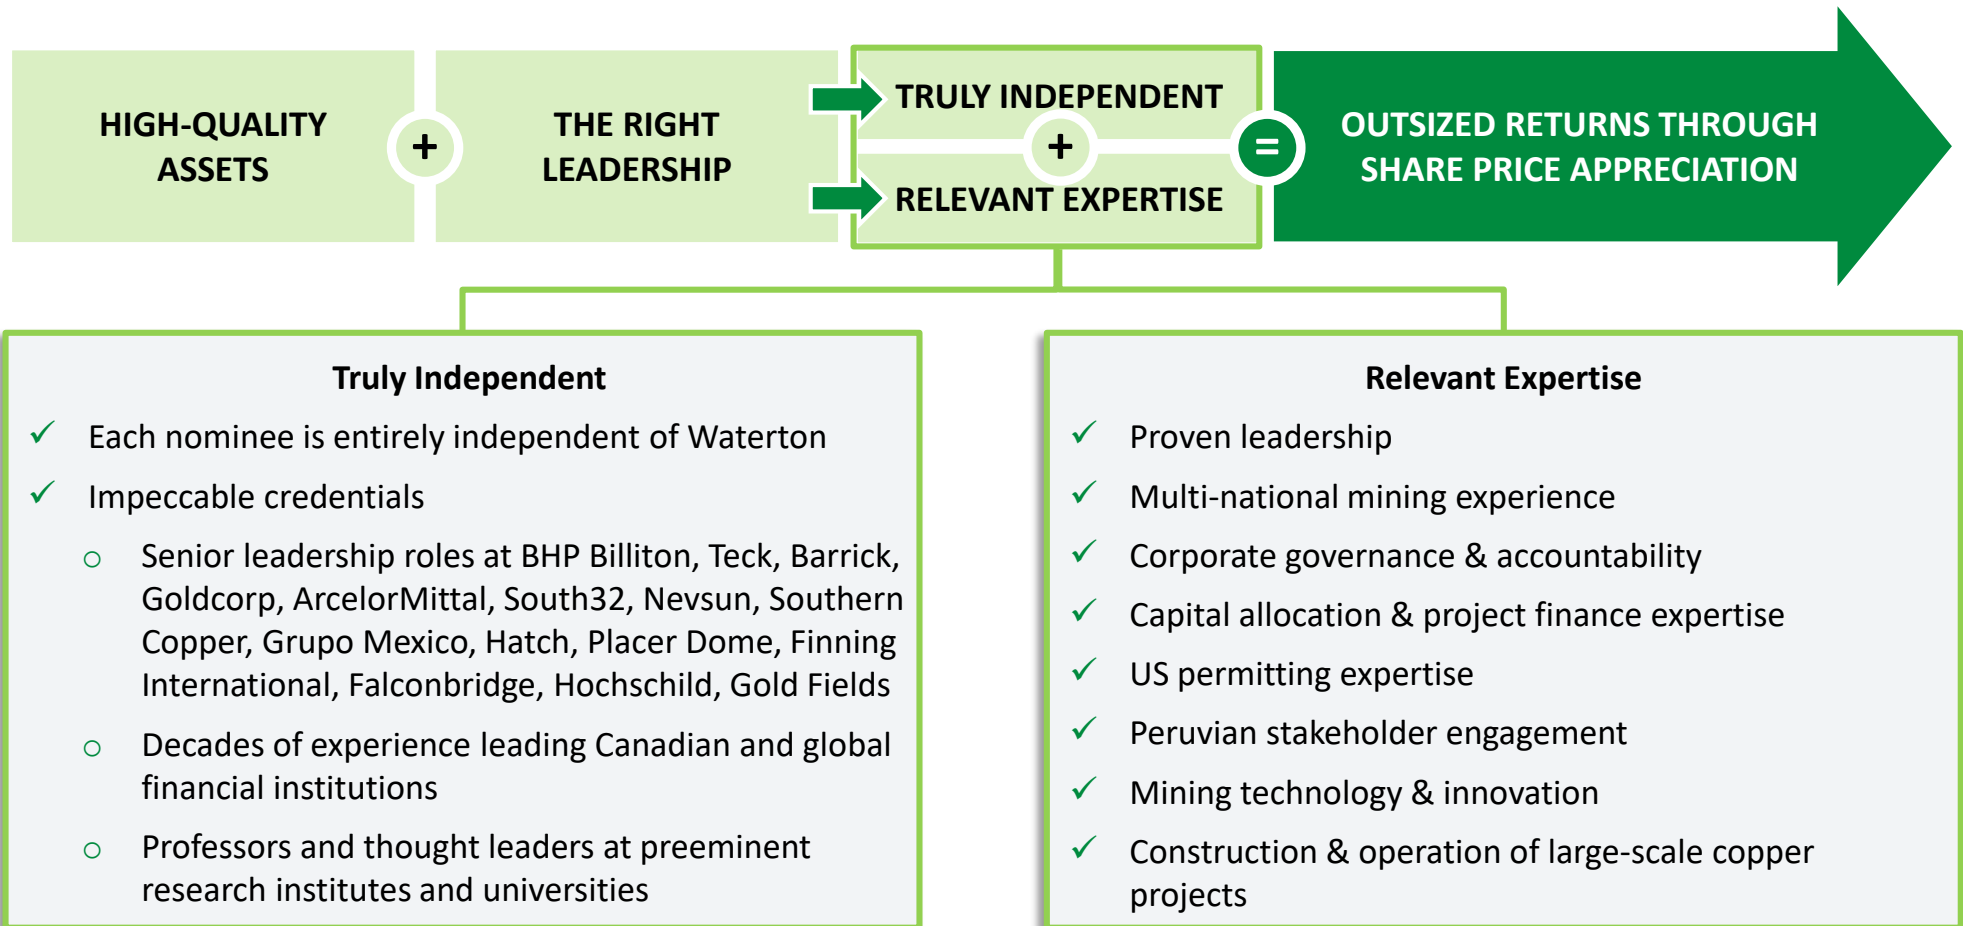 HIGH-QUALITY
ASSETS
+
THE RIGHT
LEADERSHIP
TRULY INDEPENDENT
+
RELEVANT EXPERTISE
=
OUTSIZED RETURNS THROUGH
SHARE PRICE APPRECIATION
Truly Independent
✓ Each nominee is entirely independent of Waterton
✓ Impeccable credentials
o Senior leadership roles at BHP Billiton, Teck, Barrick,
Goldcorp, ArcelorMittal, South32, Nevsun, Southern
Copper, Grupo Mexico, Hatch, Placer Dome, Finning
International, Falconbridge, Hochschild, Gold Fields
o Decades of experience leading Canadian and global
financial institutions
o Professors and thought leaders at preeminent
research institutes and universities
Relevant Expertise
✓ Proven leadership
✓ Multi-national mining experience
✓ Corporate governance & accountability
✓ Capital allocation & project finance expertise
✓ US permitting expertise
✓ Peruvian stakeholder engagement
✓ Mining technology & innovation
✓ Construction & operation of large-scale copper
projects